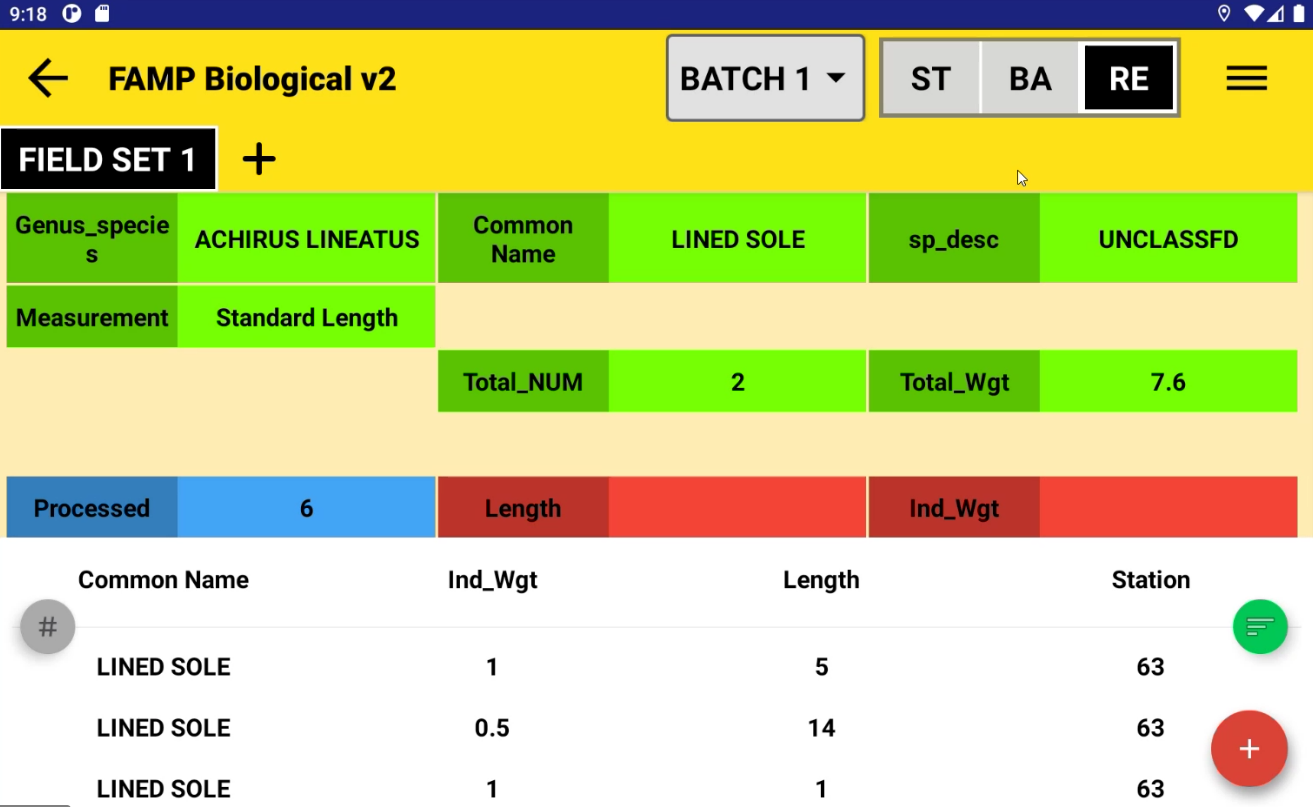 9:18
FAMP Biological v2
BATCH 1
ST
BA
RE
FIELD SET 1
+
Genus_specie
s
ACHIRUS LINEATUS
Common
Name
LINED SOLE
sp_desc
UNCLASSFD
Measurement
Standard Length
Total_NUM
2
Total_Wgt
7.6
Processed
6
Length
Ind_Wgt
Common Name Ind_Wgt Length Station
#
LINED SOLE 1 5 63
LINED SOLE 0.5 14 63
+
LINED SOLE 1 1 63